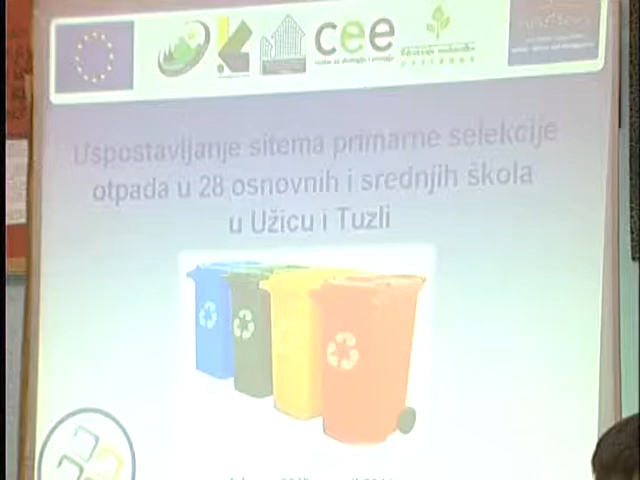 cee
Uspostavljanje sitema primarne selekcije
otpada u 28 osnovnih i srednjih škola
u Užicu i Tuzli